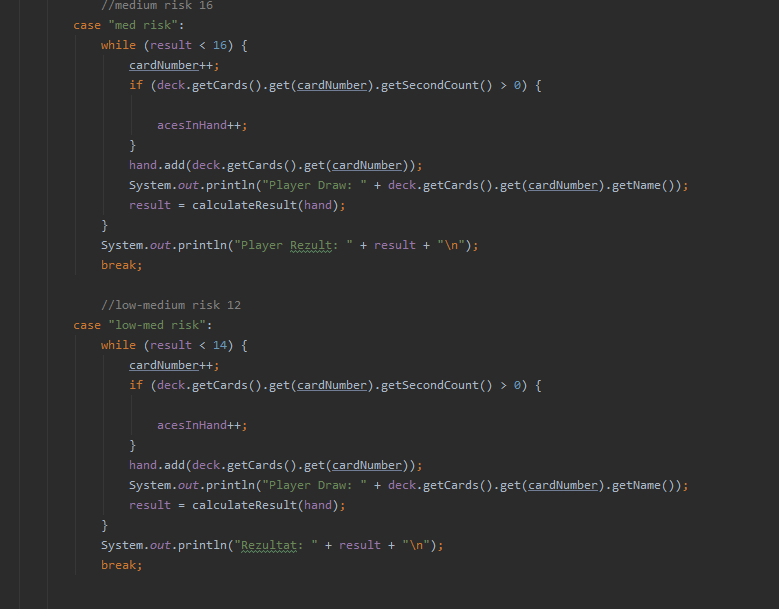 //medium risk 16
case "med risk":
while (result < 16) {
cardNumber++;
if (deck.getCards().get(cardNumber).getSecondCount() > 0) {
acesInHand++;
}
hand.add(deck.getCards().get(cardNumber));
System.out.println("Player Draw: " + deck.getCards().get(cardNumber).getName());
result = calculateResult(hand);
}
System.out.println("Player Rezult: " + result + "\n");
break;
//low-medium risk 12
case "low-med risk":
while (result < 14) {
cardNumber++;
if (deck.getCards().get(cardNumber).getSecondCount() > 0) {
acesInHand++;
}
hand.add(deck.getCards().get(cardNumber));
System.out.println("Player Draw: " + deck.getCards().get(cardNumber).getName());
result = calculateResult(hand);
}
System.out.println("Rezultat: " + result + "\n");
break;